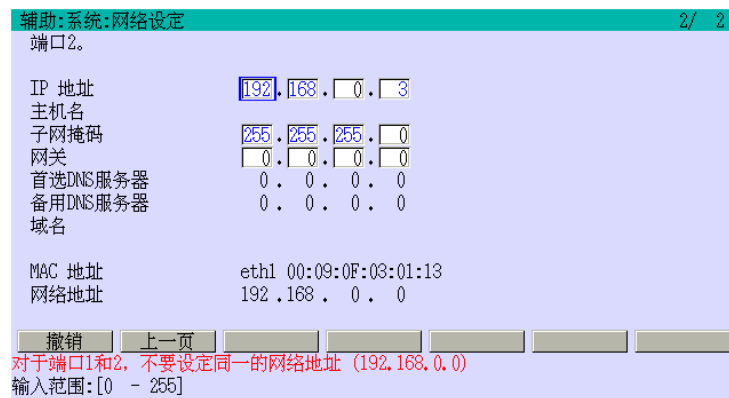 辅助:系统:网络设定 2/ 2
端口2。
IP 地址 192.168. 0. 3
主机名
子网掩码 255.255.255. 0
网关 0. 0. 0. 0
首选DNS服务器 0. 0. 0. 0
备用DNS服务器 0. 0. 0. 0
域名
MAC 地址 eth1 00:09:0F:03:01:13
网络地址 192.168. 0. 0
撤销 上一页
对于端口1和2, 不要设定同一的网络地址 (192.168.0.0)
输入范围:[0 - 255]